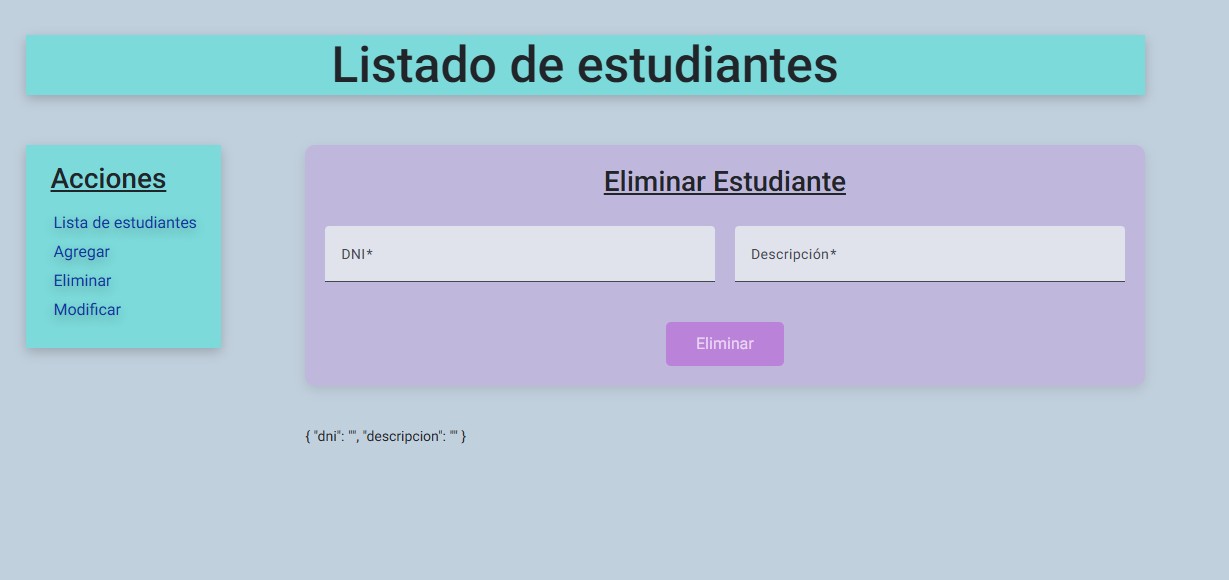 Listado de estudiantes
Acciones
Lista de estudiantes
Agregar
Eliminar
Modificar
Eliminar Estudiante
DNI*
Descripción*
Eliminar
{ "dni": "", "descripcion": "" }